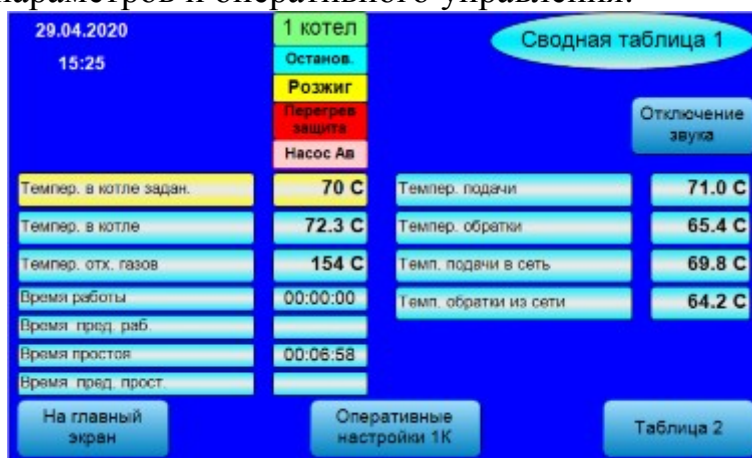 параметров и оперативного управления.
29.04.2020
15:25
1 котел
Останов.
Розжиг
Перегрев
защита
Насос Ав
Сводная таблица 1
Отключение
звука
Темпер. в котле задан. 70 C
Темпер. в котле 72.3 C
Темпер. отх. газов 154 C
Время работы 00:00:00
Время пред. раб.
Время простоя 00:06:58
Время пред. прост.
Темпер. подачи 71.0 C
Темпер. обратки 65.4 C
Темп. подачи в сеть 69.8 C
Темп. обратки из сети 64.2 C
На главный
экран
Оперативные
настройки 1К
Таблица 2